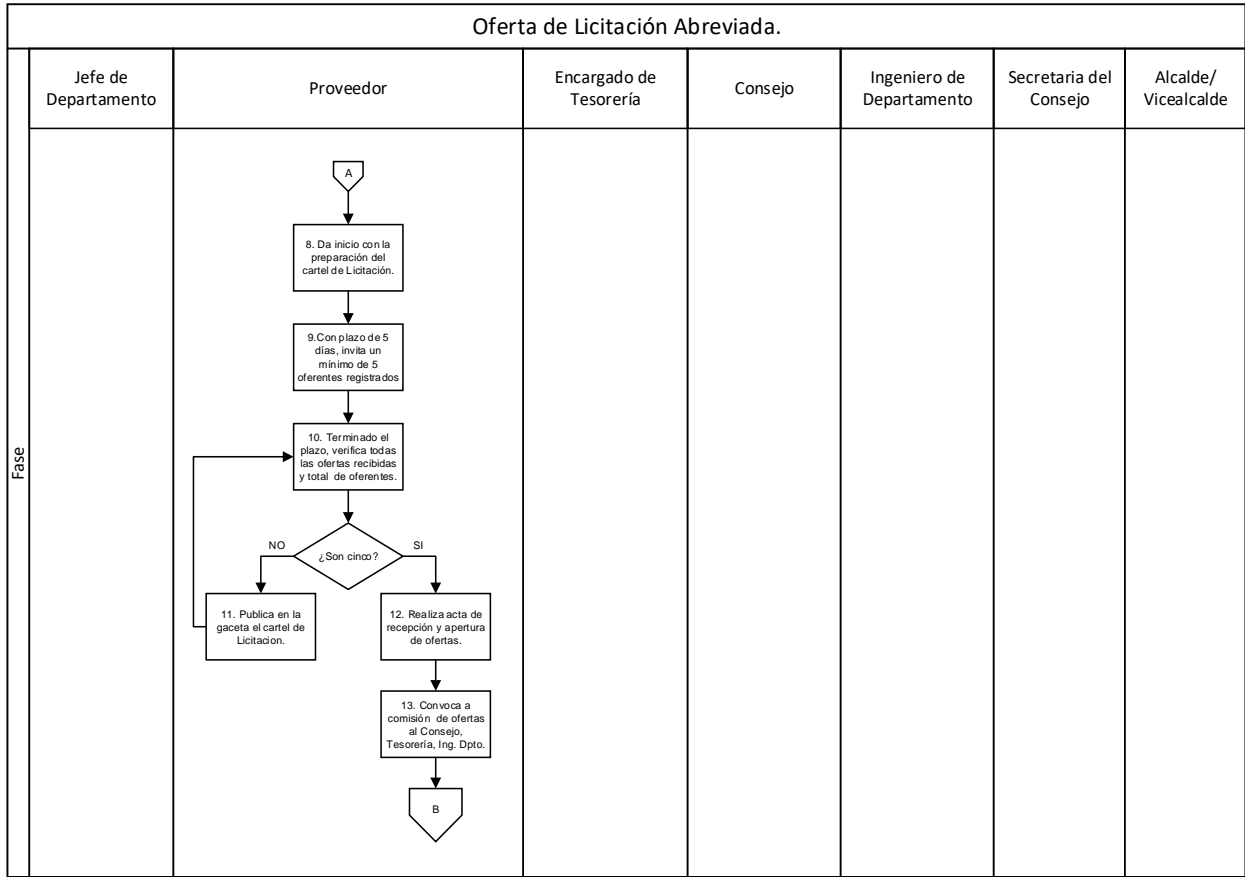 Oferta de Licitación Abreviada.
Fase
Jefe de
Departamento
Proveedor
Encargado de
Tesorería
Consejo
Ingeniero de
Departamento
Secretaria del
Consejo
Alcalde/
Vicealcalde
A
8. Da inicio con la
preparación del
cartel de Licitación.
9.Con plazo de 5
días, invita un
mínimo de 5
oferentes registrados
10. Terminado el
plazo, verifica todas
las ofertas recibidas
y total de oferentes.
¿Son cinco?
NO
SI
11. Publica en la
gaceta el cartel de
Licitacion.
12. Realiza acta de
recepción y apertura
de ofertas.
13. Convoca a
comisión de ofertas
al Consejo,
Tesorería, Ing. Dpto.
B